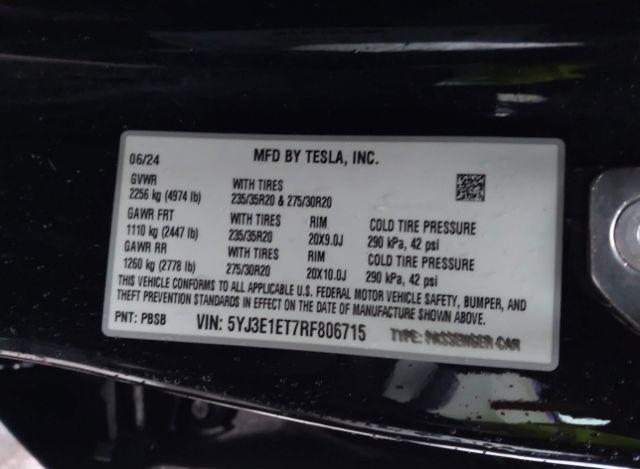 06/24 MFD BY TESLA, INC.
GVWR WITH TIRES
2256 kg (4974 lb) 235/35R20 & 275/30R20
GAWR FRT WITH TIRES RIM COLD TIRE PRESSURE
1110 kg (2447 lb) 235/35R20 20X9.0J 290 kPa, 42 psi
GAWR RR WITH TIRES RIM COLD TIRE PRESSURE
1260 kg (2778 lb) 275/30R20 20X10.0J 290 kPa, 42 psi
THIS VEHICLE CONFORMS TO ALL APPLICABLE U.S. FEDERAL MOTOR VEHICLE SAFETY, BUMPER, AND
THEFT PREVENTION STANDARDS IN EFFECT ON THE DATE OF MANUFACTURE SHOWN ABOVE.
PNT: PBSB VIN: 5YJ3E1ET7RF806715 TYPE: PASSENGER CAR